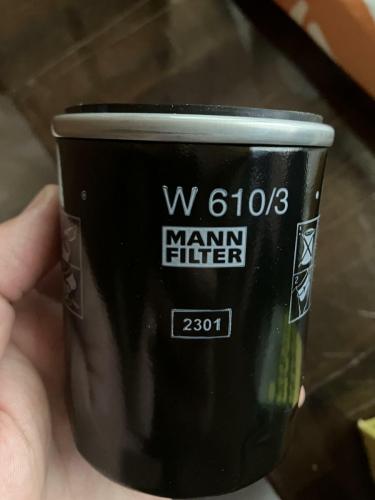 W 610/3
MANN
FILTER
2301